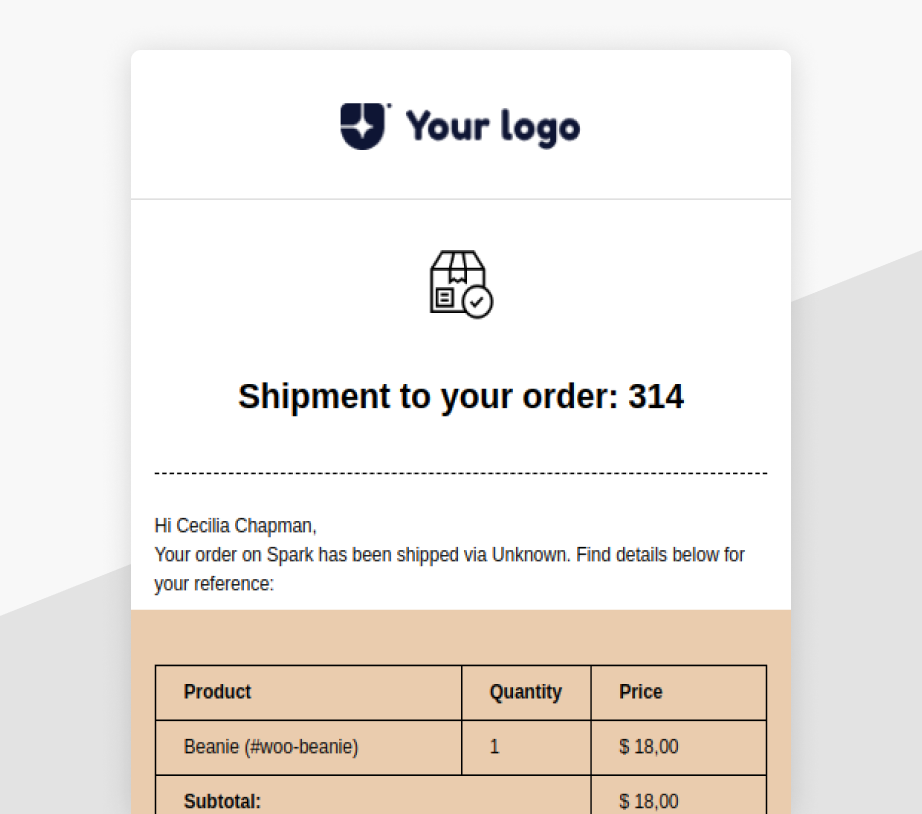 Your logo
Shipment to your order: 314
Hi Cecilia Chapman,
Your order on Spark has been shipped via Unknown. Find details below for
your reference:
Product Quantity Price
Beanie (#woo-beanie) 1 $ 18,00
Subtotal: $ 18,00